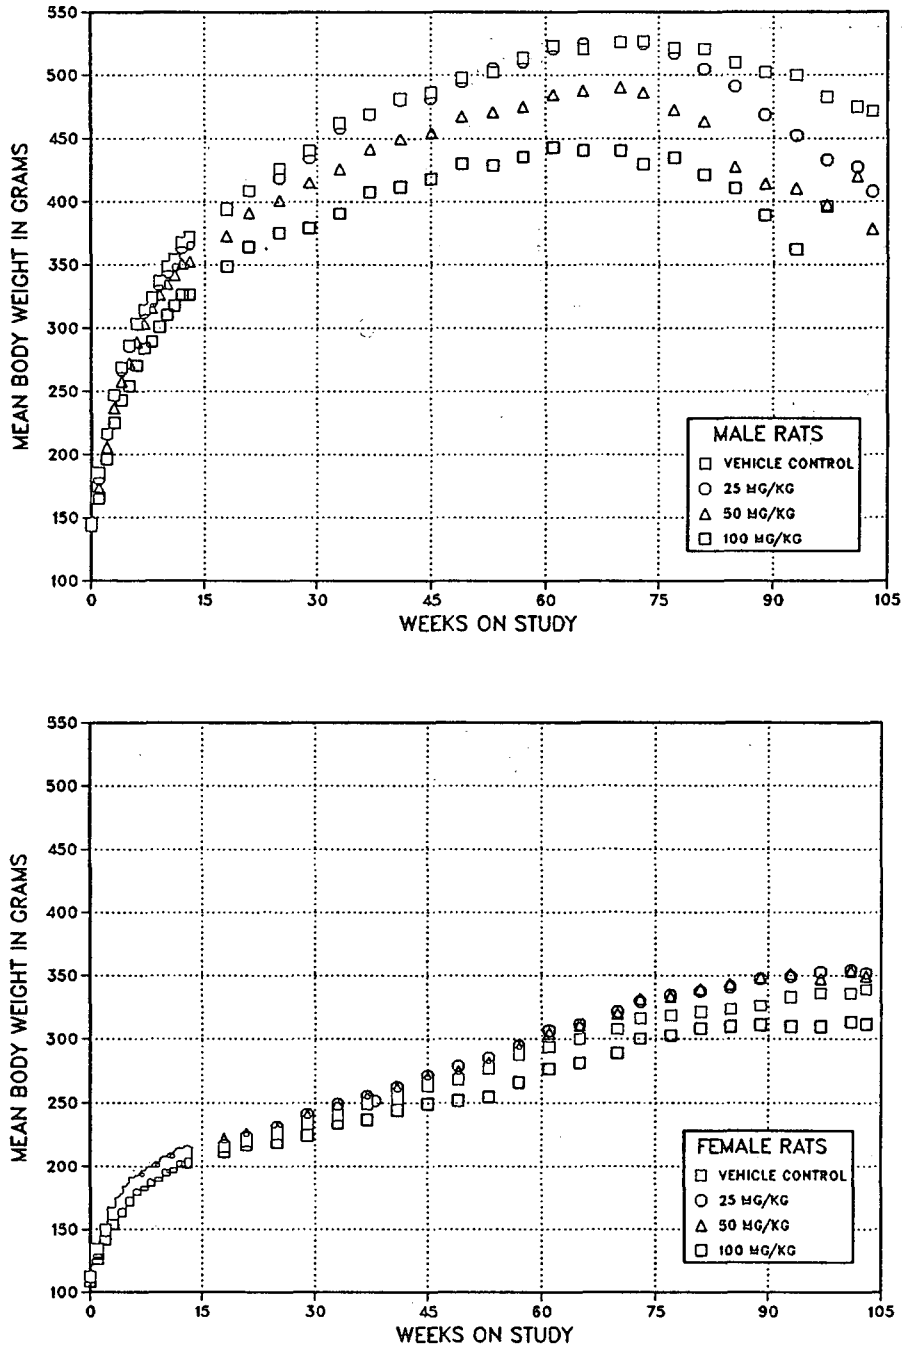 550
500
450
400
350
300
250
200
150
100
MEAN BODY WEIGHT IN GRAMS
MALE RATS
VEHICLE CONTROL
25 MG/KG
50 MG/KG
100 MG/KG
0 15 30 45 60 75 90 105
WEEKS ON STUDY
550
500
450
400
350
300
250
200
150
100
MEAN BODY WEIGHT IN GRAMS
FEMALE RATS
VEHICLE CONTROL
25 MG/KG
50 MG/KG
100 MG/KG
0 15 30 45 60 75 90 105
WEEKS ON STUDY